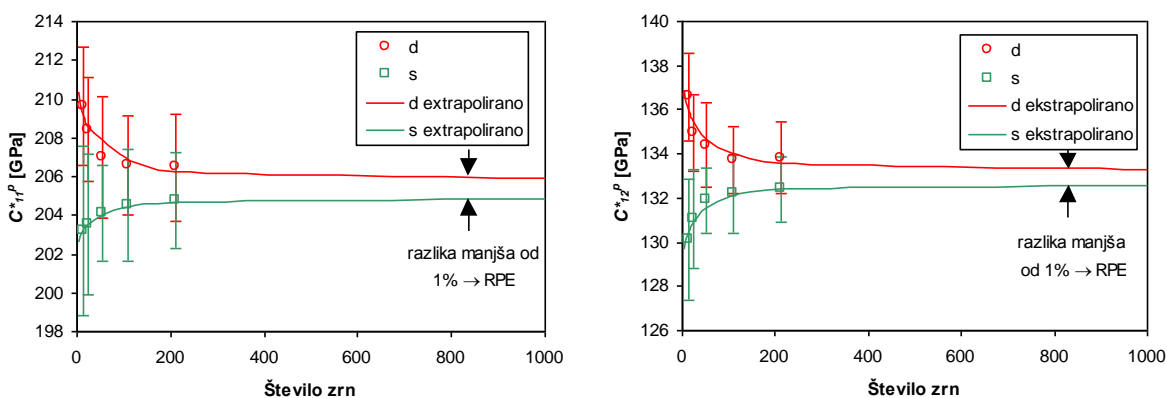 214
212
210
208
206
204
202
200
198
C*11^p [GPa]
0
200
400
600
800
1000
Število zrn
d
s
d extrapolirano
s extrapolirano
razlika manjša od
1% → RPE
140
138
136
134
132
130
128
126
C*12^p [GPa]
0
200
400
600
800
1000
Število zrn
d
s
d ekstrapolirano
s ekstrapolirano
razlika manjša
od 1% → RPE